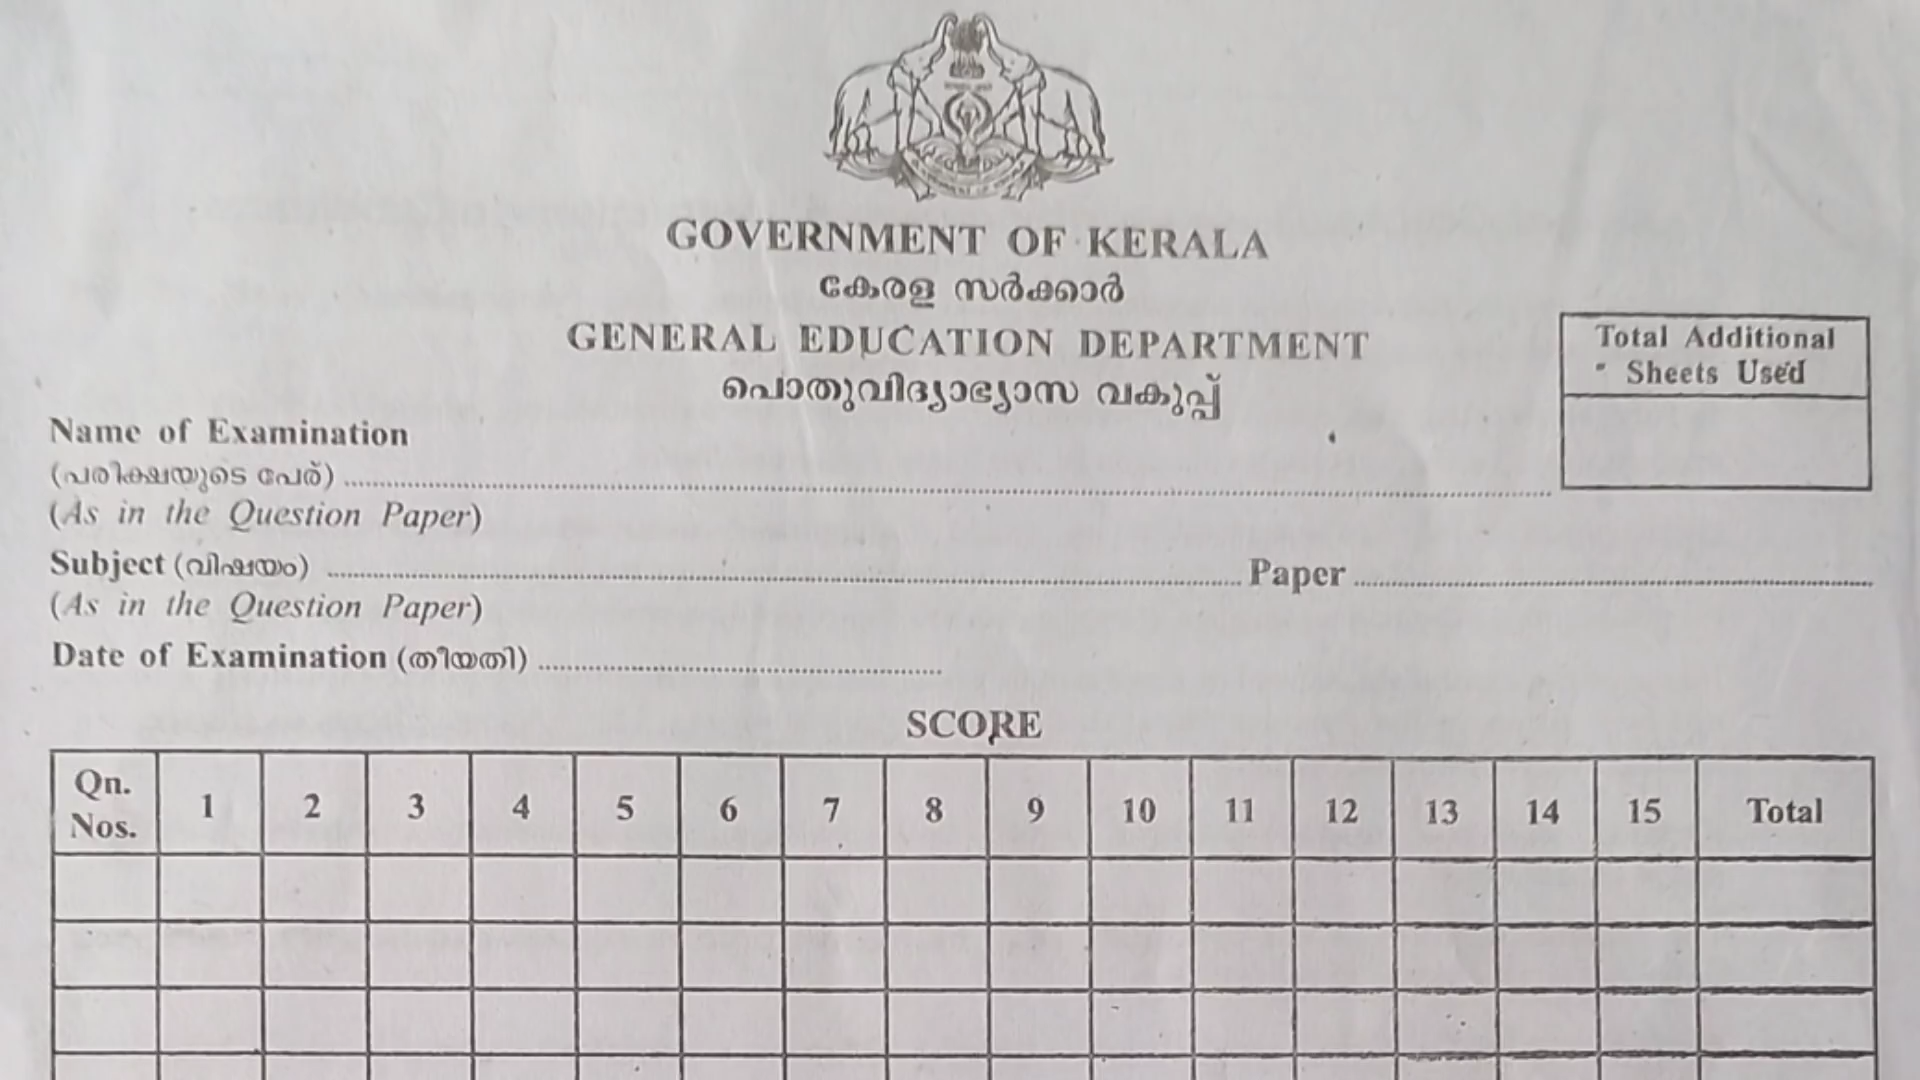 GOVERNMENT OF KERALA
കേരള സർക്കാർ
GENERAL EDUCATION DEPARTMENT
പൊതുവിദ്യാഭ്യാസ വകുപ്പ്
Total Additional
Sheets Used
Name of Examination
(പരീക്ഷയുടെ പേര്)
(As in the Question Paper)
Subject (വിഷയം) Paper
(As in the Question Paper)
Date of Examination (തീയതി)
SCORE
Qn. Nos. 1 2 3 4 5 6 7 8 9 10 11 12 13 14 15 Total